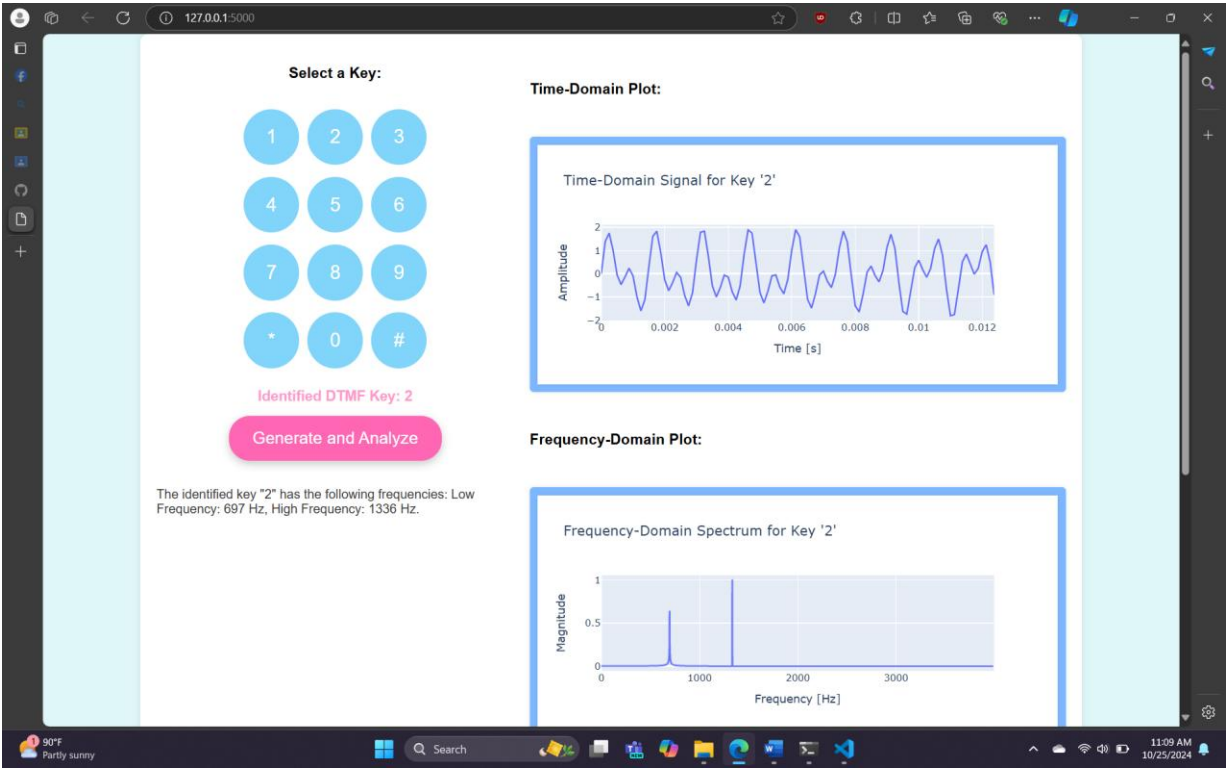 127.0.0.1:5000
Select a Key:
1 2 3
4 5 6
7 8 9
* 0 #
Identified DTMF Key: 2
Generate and Analyze
The identified key "2" has the following frequencies: Low
Frequency: 697 Hz, High Frequency: 1336 Hz.
Time-Domain Plot:
Time-Domain Signal for Key '2'
Amplitude
2
1
0
−1
−2
0 0.002 0.004 0.006 0.008 0.01 0.012
Time [s]
Frequency-Domain Plot:
Frequency-Domain Spectrum for Key '2'
Magnitude
1
0.5
0
0 1000 2000 3000
Frequency [Hz]
1
90°F
Partly sunny
Search
11:09 AM
10/25/2024